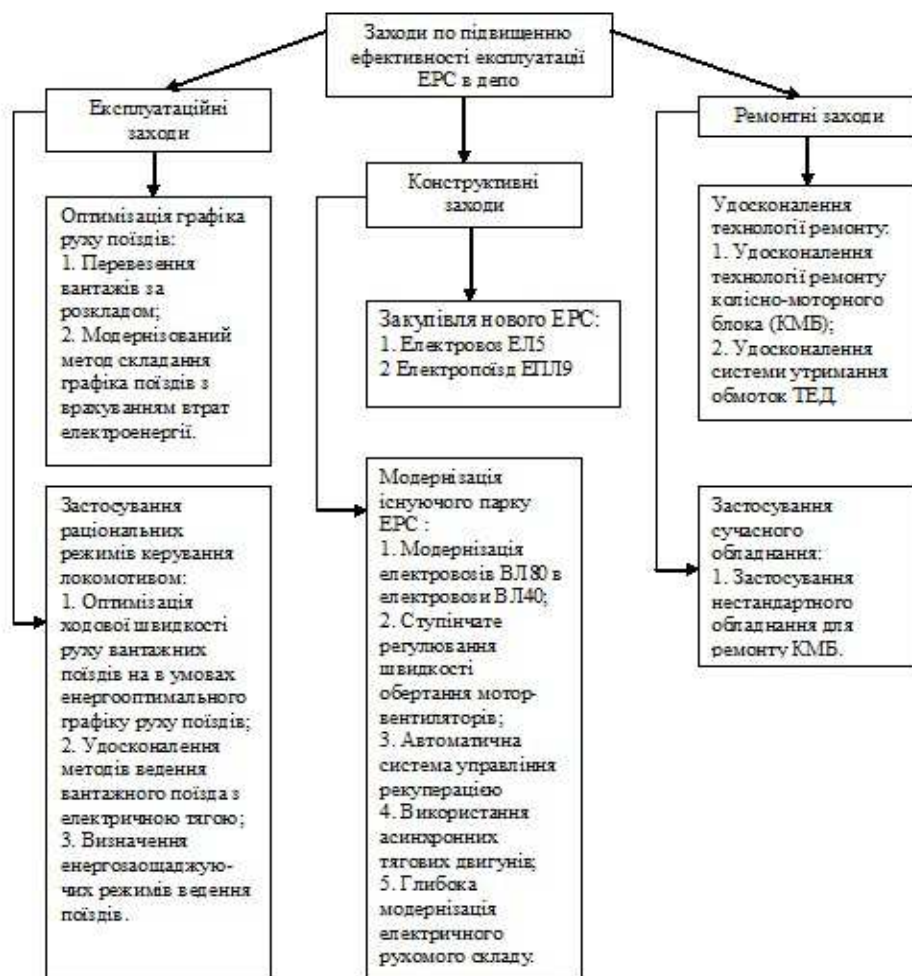 Заходи по підвищенню
ефективності експлуатації
ЕРС в депо
Експлуатаційні
заходи
Оптимізація графіка
руху поїздів:
1. Перевезення
вантажів за
розкладом;
2. Модернізований
метод складання
графіка поїздів з
врахуванням втрат
електроенергії.
Застосування
раціональних
режимів керування
локомотивом:
1. Оптимізація
ходової швидкості
руху вантажних
поїздів на в умовах
енергооптимального
графіку руху поїздів;
2. Удосконалення
методів ведення
вантажного поїзда з
електричною тягою;
3. Визначення
енергозаощаджую-
чих режимів ведення
поїздів.
Конструктивні
заходи
Закупівля нового ЕРС:
1. Електровоз ЕЛ5
2 Електропоїзд ЕПЛ9
Модернізація
існуючого парку
ЕРС :
1. Модернізація
електровозів ВЛ80 в
електровози ВЛ40;
2. Ступінчате
регулювання
швидкості
обертання мотор-
вентиляторів;
3. Автоматична
система управління
рекуперацією
4. Використання
асинхронних
тягових двигунів;
5. Глибока
модернізація
електричного
рухомого складу.
Ремонтні заходи
Удосконалення
технології ремонту:
1. Удосконалення
технології ремонту
колісно-моторного
блока (КМБ);
2. Удосконалення
системи утримання
обмоток ТЕД.
Застосування
сучасного
обладнання:
1. Застосування
нестандартного
обладнання для
ремонту КМБ.